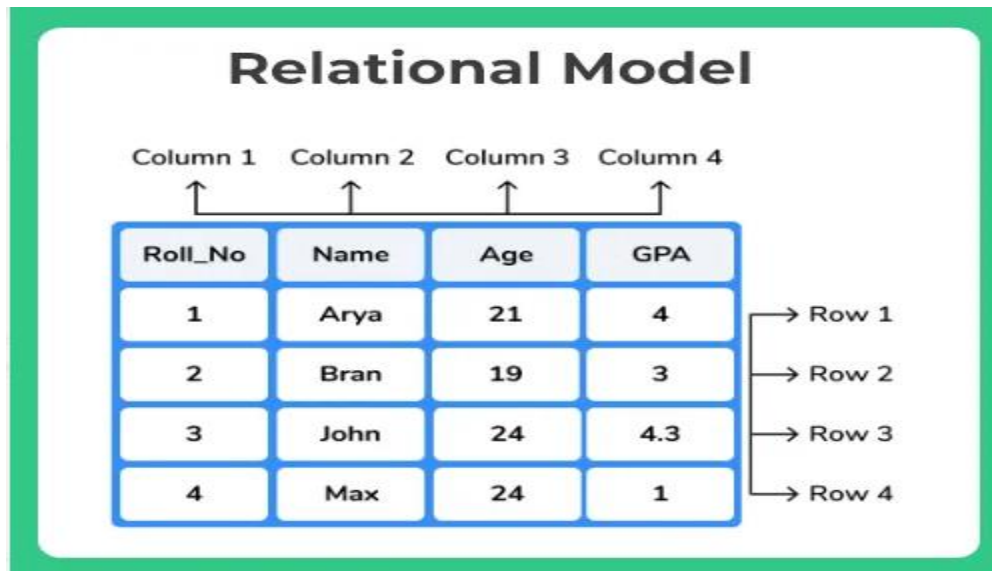 Relational Model
Column 1 Column 2 Column 3 Column 4
Roll_No Name Age GPA
1 Arya 21 4 Row 1
2 Bran 19 3 Row 2
3 John 24 4.3 Row 3
4 Max 24 1 Row 4